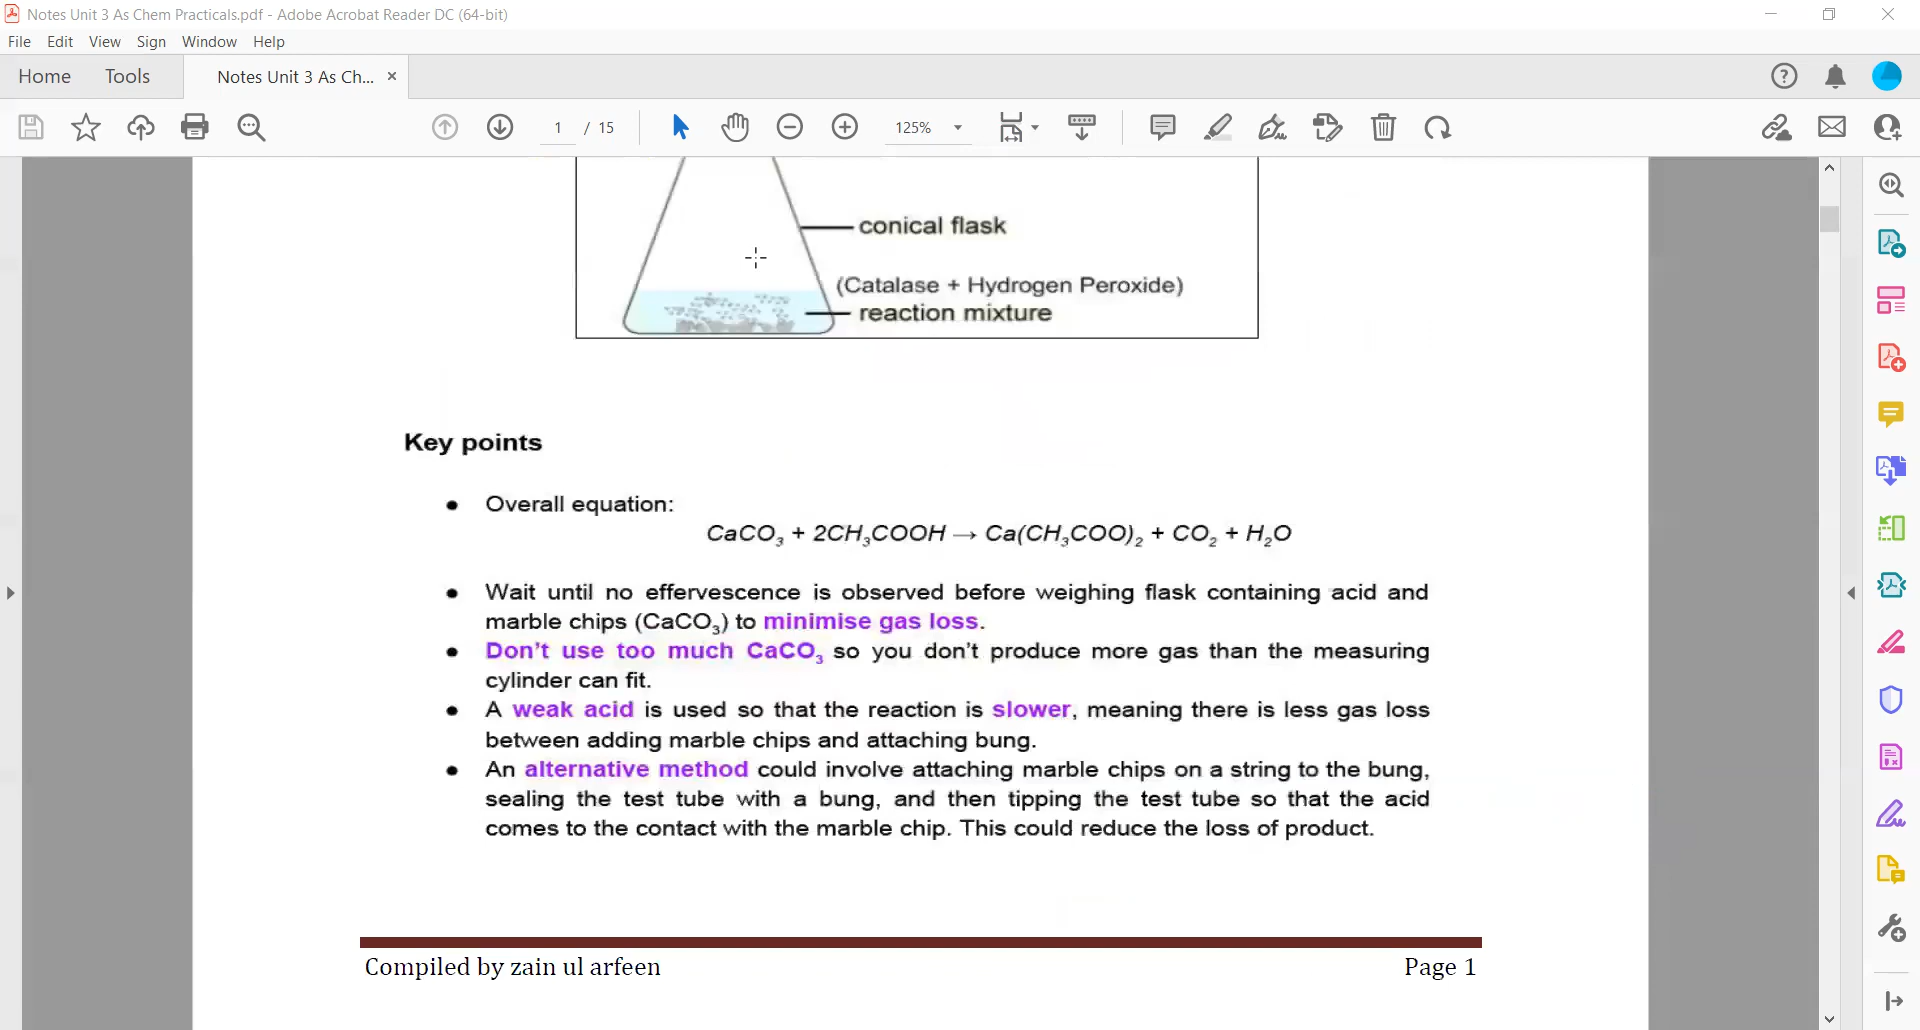 Notes Unit 3 As Chem Practicals.pdf - Adobe Acrobat Reader DC (64-bit)
File Edit View Sign Window Help
Home Tools Notes Unit 3 As Ch... ×
1 / 15 125%
conical flask
(Catalase + Hydrogen Peroxide)
reaction mixture
Key points
• Overall equation:
CaCO₃ + 2CH₃COOH → Ca(CH₃COO)₂ + CO₂ + H₂O
• Wait until no effervescence is observed before weighing flask containing acid and
marble chips (CaCO₃) to minimise gas loss.
• Don't use too much CaCO₃ so you don't produce more gas than the measuring
cylinder can fit.
• A weak acid is used so that the reaction is slower, meaning there is less gas loss
between adding marble chips and attaching bung.
• An alternative method could involve attaching marble chips on a string to the bung,
sealing the test tube with a bung, and then tipping the test tube so that the acid
comes to the contact with the marble chip. This could reduce the loss of product.
Compiled by zain ul arfeen Page 1